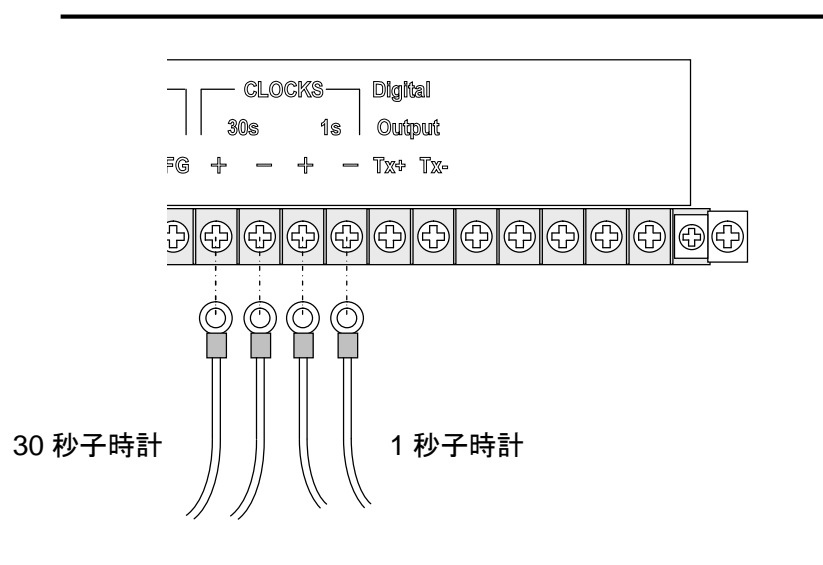 CLOCKS Digital
30s 1s Output
FG + − + − Tx+ Tx-
30 秒子時計 1 秒子時計